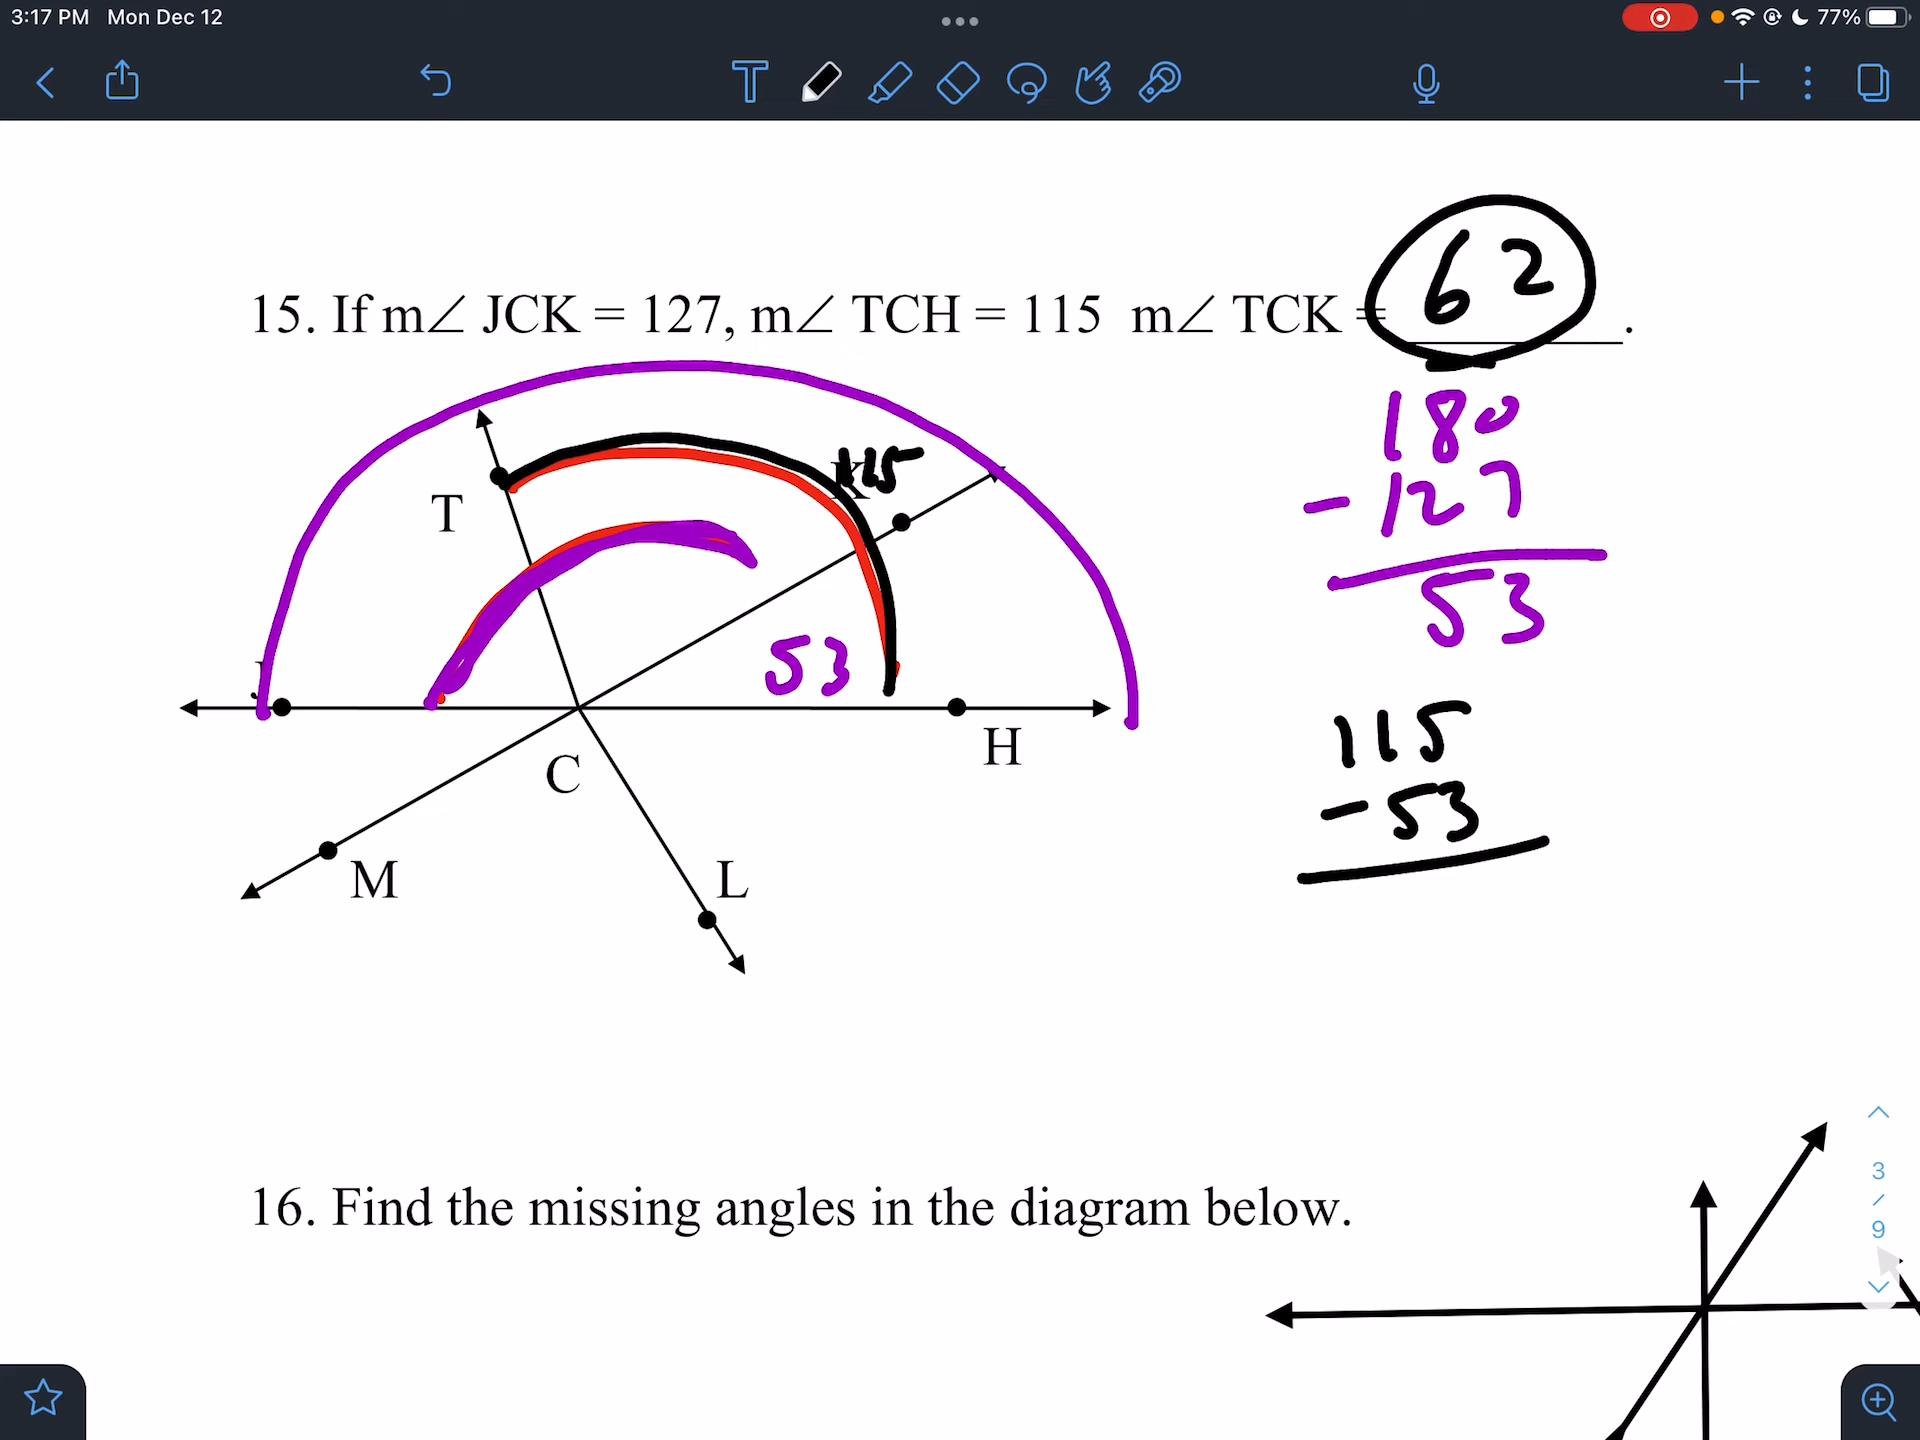 3:17 PM Mon Dec 12
77%
62
15. If m∠ JCK = 127, m∠ TCH = 115 m∠ TCK = .
180
- 127
53
115
K
T
53
H
C
115
- 53
M
L
16. Find the missing angles in the diagram below.
3
/
9